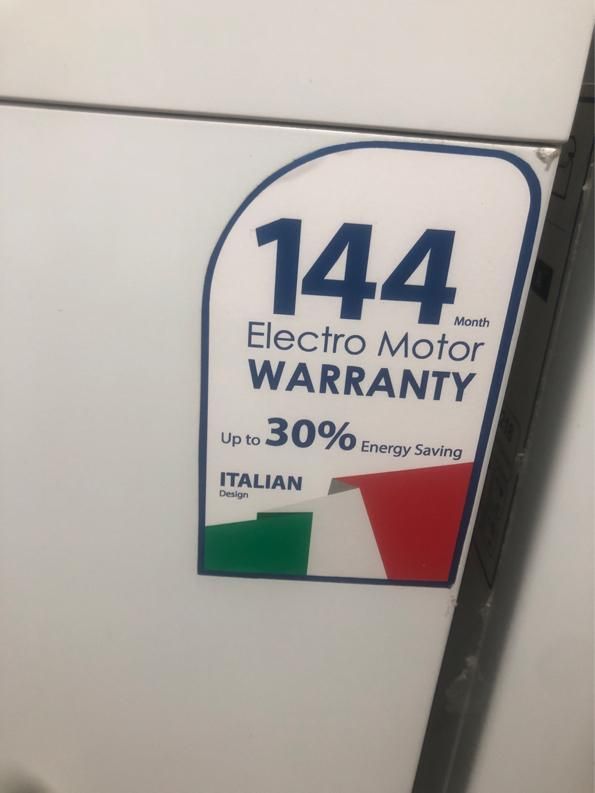 144
Month
Electro Motor
WARRANTY
Up to 30% Energy Saving
ITALIAN
Design